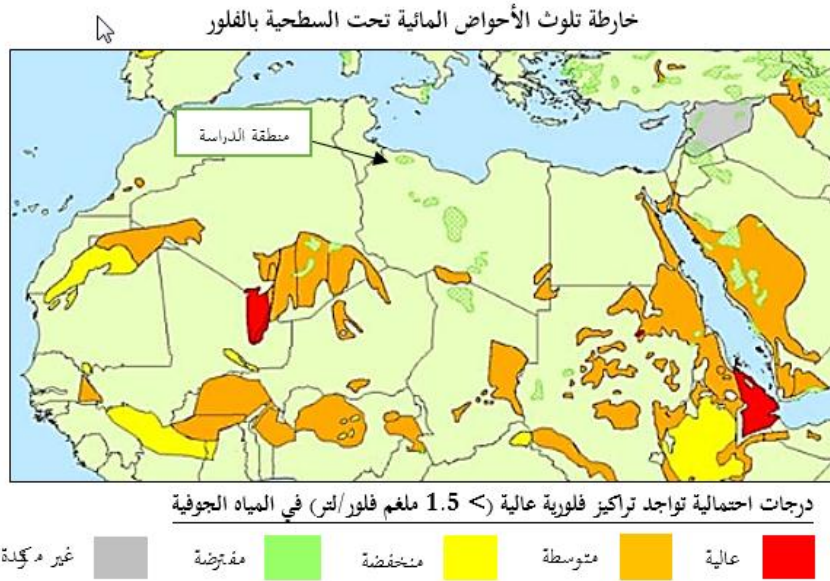 خارطة تلوث الأحواض المائية تحت السطحية بالفلور
منطقة الدراسة
درجات احتمالية تواجد تراكيز فلورية عالية (> 1.5 ملغم فلور/لتر) في المياه الجوفية
عالية متوسطة منخفضة مفترضة غير مؤكدة